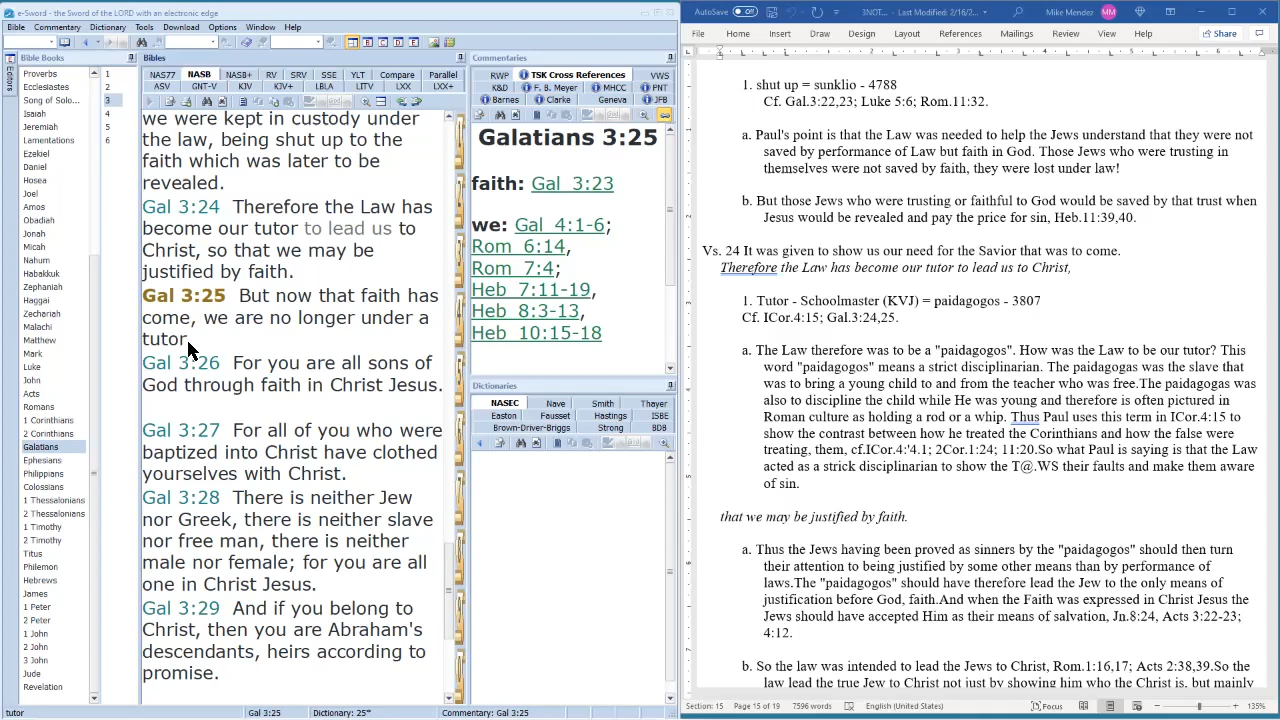 e-Sword - the Sword of the LORD with an electronic edge
Bible Commentary Dictionary Tools Download Options Window Help
Bible Books
Editors
Proverbs
Ecclesiastes
Song of Solo...
Isaiah
Jeremiah
Lamentations
Ezekiel
Daniel
Hosea
Joel
Amos
Obadiah
Jonah
Micah
Nahum
Habakkuk
Zephaniah
Haggai
Zechariah
Malachi
Matthew
Mark
Luke
John
Acts
Romans
1 Corinthians
2 Corinthians
Galatians
Ephesians
Philippians
Colossians
1 Thessalonians
2 Thessalonians
1 Timothy
2 Timothy
Titus
Philemon
Hebrews
James
1 Peter
2 Peter
1 John
2 John
3 John
Jude
Revelation
1
2
3
4
5
6
Bibles
NAS77 NASB NASB+ RV SRV SSE YLT Compare Parallel
ASV GNT-V KJV KJV+ LBLA LITV LXX LXX+
we were kept in custody under
the law, being shut up to the
faith which was later to be
revealed.
Gal 3:24 Therefore the Law has
become our tutor to lead us to
Christ, so that we may be
justified by faith.
Gal 3:25 But now that faith has
come, we are no longer under a
tutor
Gal 3:26 For you are all sons of
God through faith in Christ Jesus.
Gal 3:27 For all of you who were
baptized into Christ have clothed
yourselves with Christ.
Gal 3:28 There is neither Jew
nor Greek, there is neither slave
nor free man, there is neither
male nor female; for you are all
one in Christ Jesus.
Gal 3:29 And if you belong to
Christ, then you are Abraham's
descendants, heirs according to
promise.
Commentaries
RWP TSK Cross References VWS
K&D F. B. Meyer MHCC PNT
Barnes Clarke Geneva JFB
Galatians 3:25
faith: Gal 3:23
we: Gal 4:1-6;
Rom 6:14,
Rom 7:4;
Heb 7:11-19,
Heb 8:3-13,
Heb 10:15-18
Dictionaries
NASEC Nave Smith Thayer
Easton Fausset Hastings ISBE
Brown-Driver-Briggs Strong BDB
tutor Gal 3:25 Dictionary: 25* Commentary: Gal 3:25
AutoSave Off 3NOT... - Last Modified: 2/16/2... Mike Mendez MM
File Home Insert Draw Design Layout References Mailings Review View Help Share
1. shut up = sunklio - 4788
Cf. Gal.3:22,23; Luke 5:6; Rom.11:32.
a. Paul's point is that the Law was needed to help the Jews understand that they were not
saved by performance of Law but faith in God. Those Jews who were trusting in
themselves were not saved by faith, they were lost under law!
b. But those Jews who were trusting or faithful to God would be saved by that trust when
Jesus would be revealed and pay the price for sin, Heb.11:39,40.
Vs. 24 It was given to show us our need for the Savior that was to come.
Therefore the Law has become our tutor to lead us to Christ,
1. Tutor - Schoolmaster (KVJ) = paidagogos - 3807
Cf. ICor.4:15; Gal.3:24,25.
a. The Law therefore was to be a "paidagogos". How was the Law to be our tutor? This
word "paidagogos" means a strict disciplinarian. The paidagogas was the slave that
was to bring a young child to and from the teacher who was free.The paidagogas was
also to discipline the child while He was young and therefore is often pictured in
Roman culture as holding a rod or a whip. Thus Paul uses this term in ICor.4:15 to
show the contrast between how he treated the Corinthians and how the false were
treating, them, cf.ICor.4:'4.1; 2Cor.1:24; 11:20.So what Paul is saying is that the Law
acted as a strick disciplinarian to show the T@.WS their faults and make them aware
of sin.
that we may be justified by faith.
a. Thus the Jews having been proved as sinners by the "paidagogos" should then turn
their attention to being justified by some other means than by performance of
laws.The "paidagogos" should have therefore lead the Jew to the only means of
justification before God, faith.And when the Faith was expressed in Christ Jesus the
Jews should have accepted Him as their means of salvation, Jn.8:24, Acts 3:22-23;
4:12.
b. So the law was intended to lead the Jews to Christ, Rom.1:16,17; Acts 2:38,39.So the
law lead the true Jew to Christ not just by showing him who the Christ is, but mainly
Section: 15 Page 15 of 19 7596 words English (United States) Focus 135%